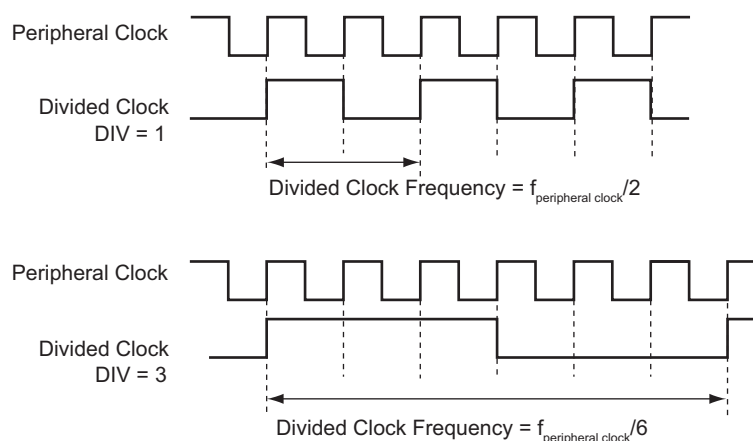 Peripheral Clock
Divided Clock
DIV = 1
Divided Clock Frequency = fperipheral clock/2
Peripheral Clock
Divided Clock
DIV = 3
Divided Clock Frequency = fperipheral clock/6